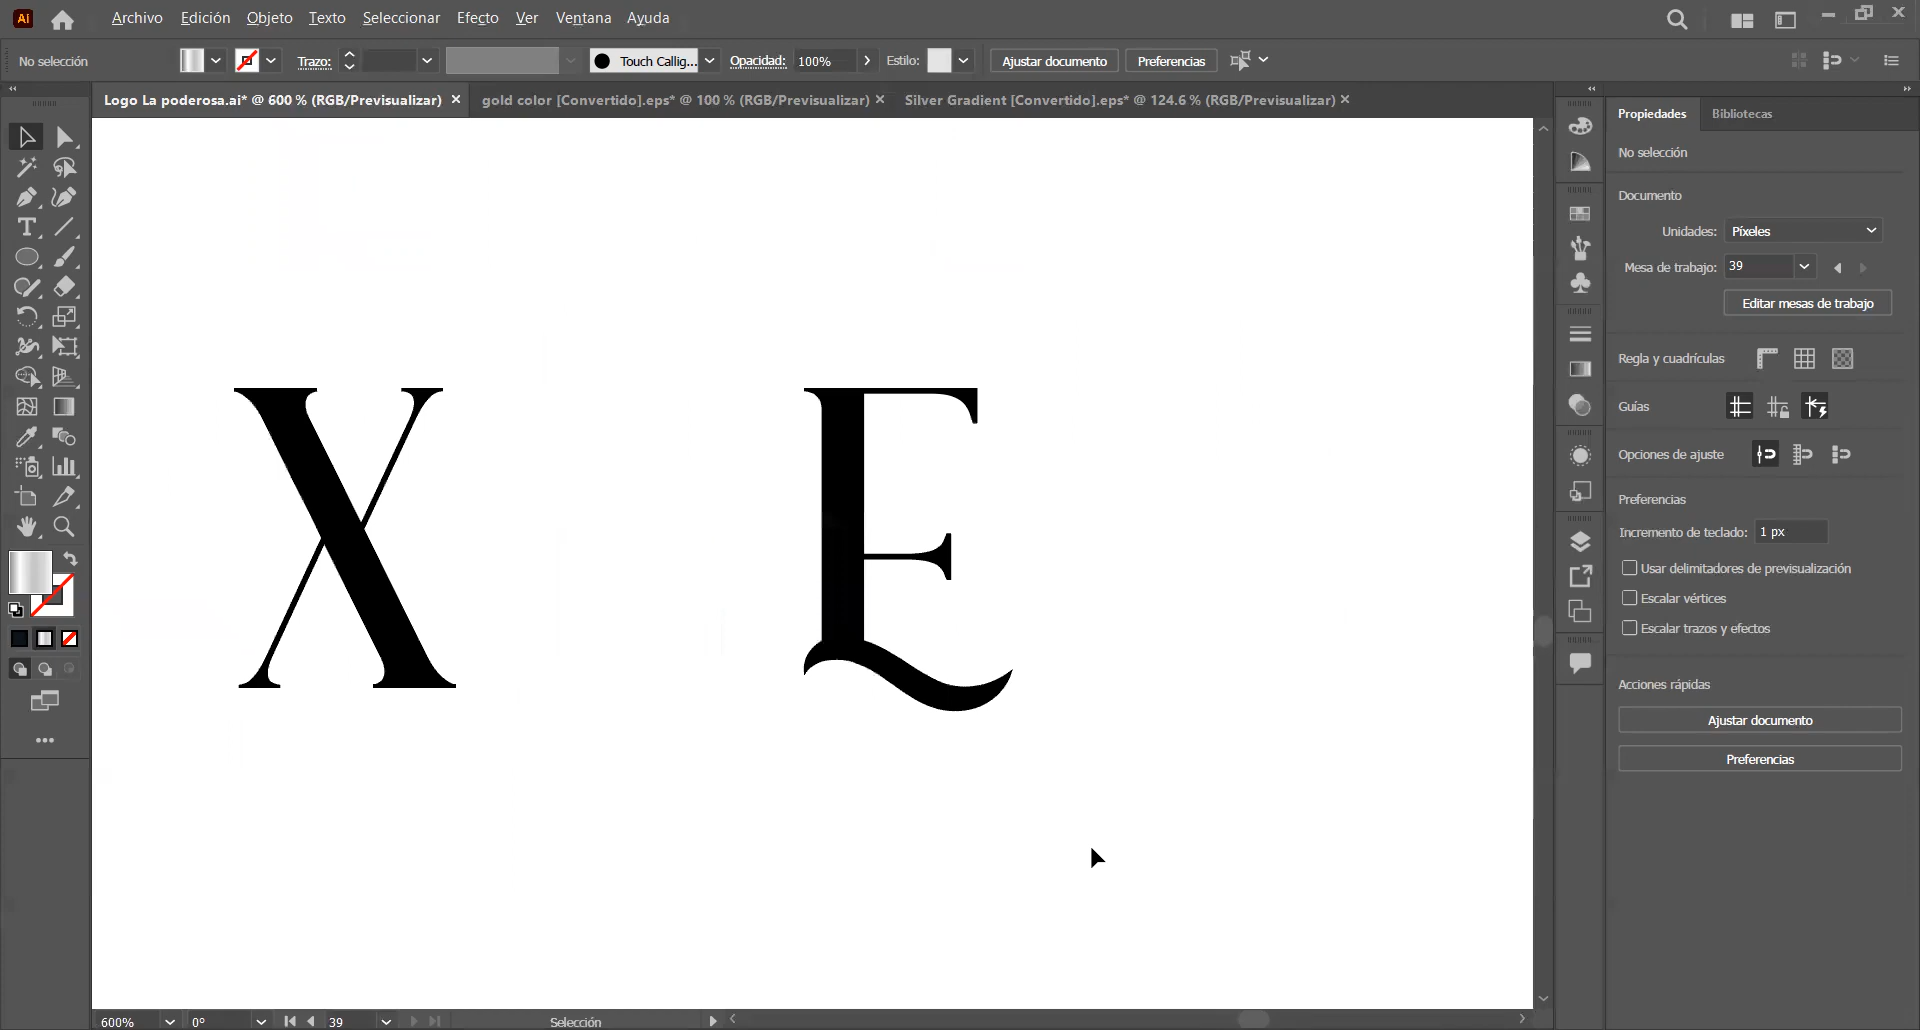 Ai Archivo Edición Objeto Texto Seleccionar Efecto Ver Ventana Ayuda
No selección Trazo: Touch Callig... Opacidad: 100% Estilo: Ajustar documento Preferencias
Logo La poderosa.ai* @ 600 % (RGB/Previsualizar) × gold color [Convertido].eps* @ 100 % (RGB/Previsualizar) × Silver Gradient [Convertido].eps* @ 124.6 % (RGB/Previsualizar) ×
Propiedades Bibliotecas
No selección
Documento
Unidades: Píxeles
Mesa de trabajo: 39
Editar mesas de trabajo
Regla y cuadrículas
Guías
Opciones de ajuste
Preferencias
Incremento de teclado: 1 px
Usar delimitadores de previsualización
Escalar vértices
Escalar trazos y efectos
Acciones rápidas
Ajustar documento
Preferencias
X E
600% 0° 39 Selección